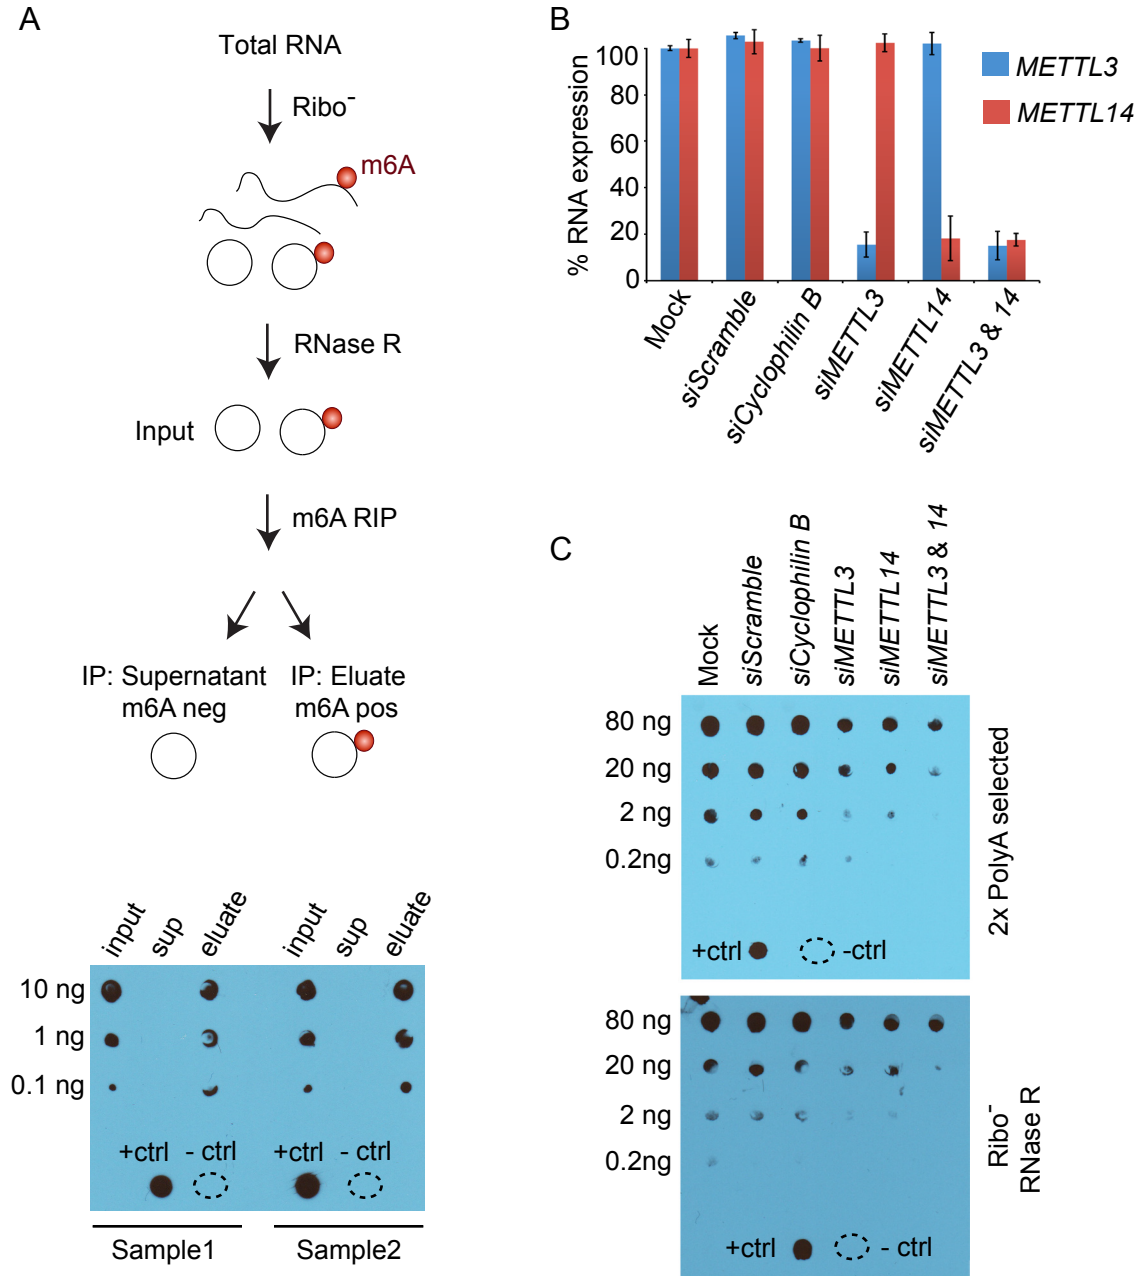 A
Total RNA
Ribo⁻
m6A
RNase R
Input
m6A RIP
IP: Supernatant
m6A neg
IP: Eluate
m6A pos
input
sup
eluate
input
sup
eluate
10 ng
1 ng
0.1 ng
+ctrl
- ctrl
+ctrl
- ctrl
Sample1
Sample2
B
% RNA expression
100
80
60
40
20
0
METTL3
METTL14
Mock
siScramble
siCyclophilin B
siMETTL3
siMETTL14
siMETTL3 & 14
C
Mock
siScramble
siCyclophilin B
siMETTL3
siMETTL14
siMETTL3 & 14
80 ng
20 ng
2 ng
0.2ng
+ctrl
-ctrl
2x PolyA selected
80 ng
20 ng
2 ng
0.2ng
+ctrl
- ctrl
Ribo⁻
RNase R